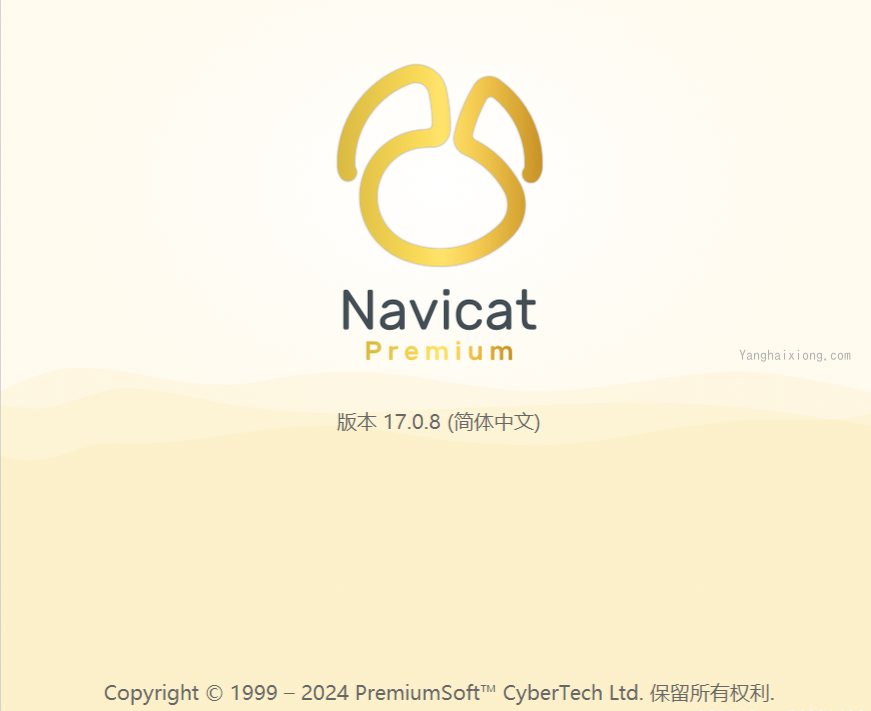 Navicat
Premium
Yanghaixiong.com
版本 17.0.8 (简体中文)
Copyright © 1999 – 2024 PremiumSoft™ CyberTech Ltd. 保留所有权利.